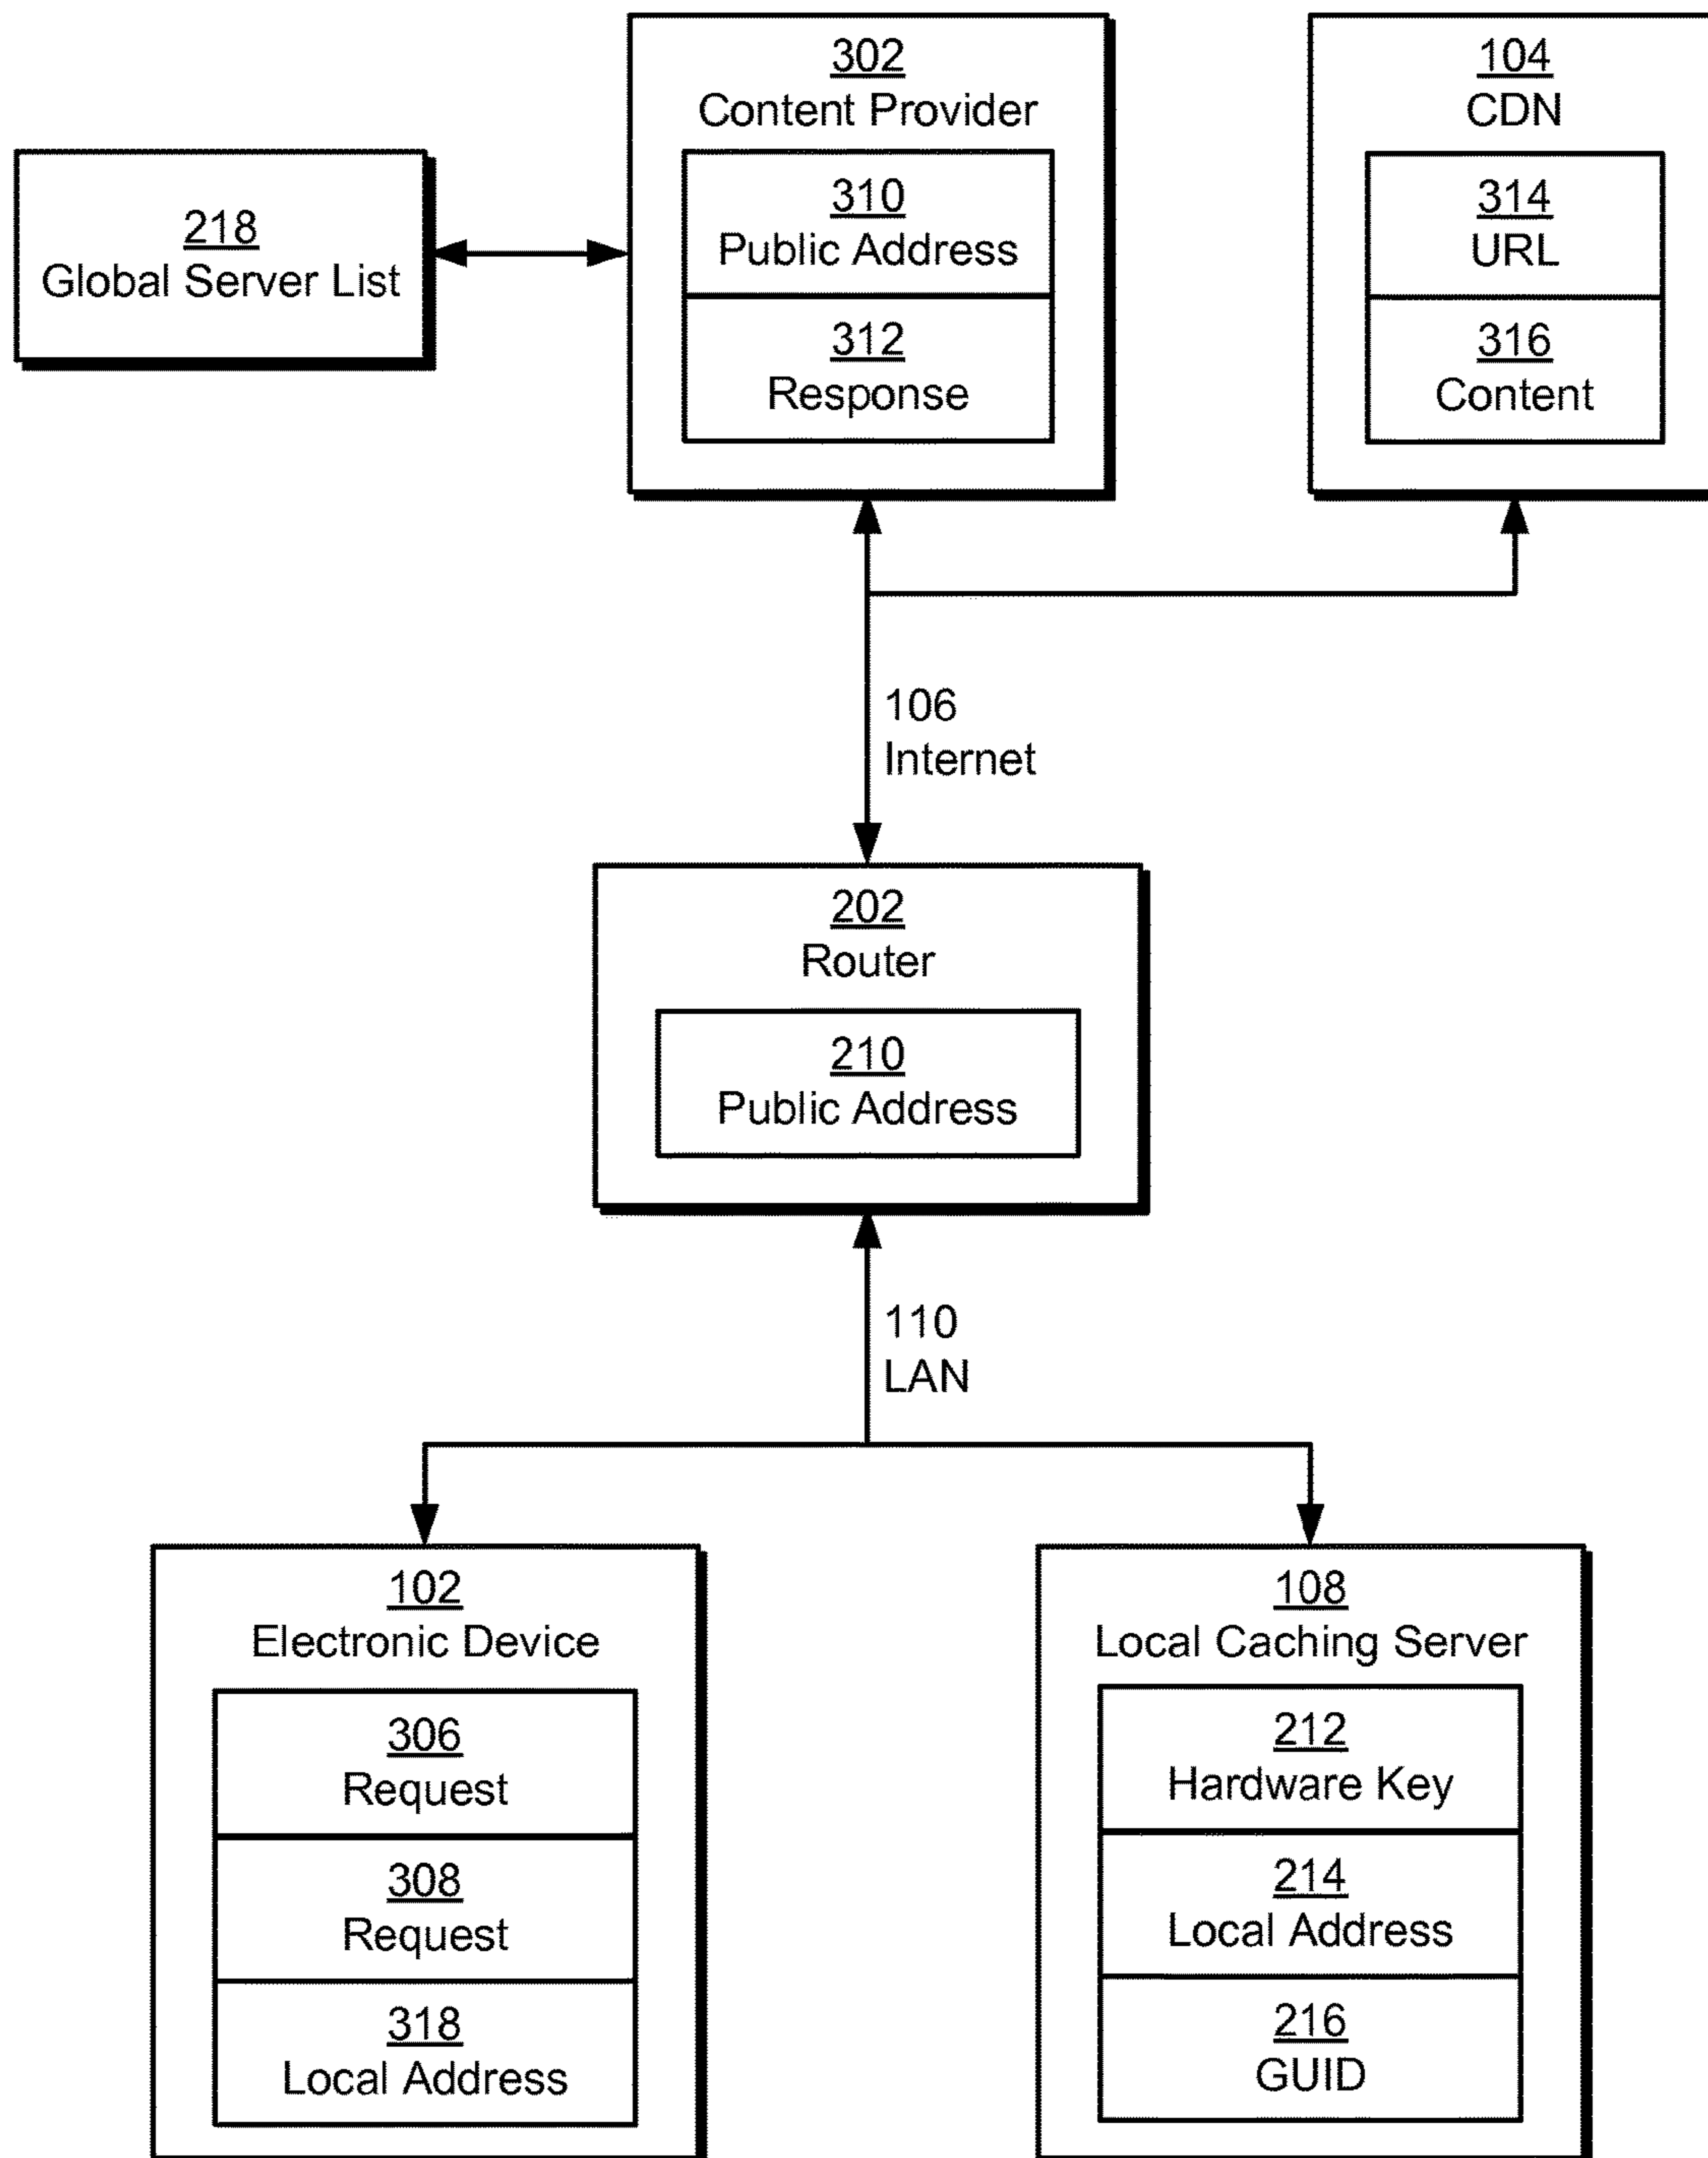 302
Content Provider
310
Public Address
312
Response
104
CDN
314
URL
316
Content
218
Global Server List
106
Internet
202
Router
210
Public Address
110
LAN
102
Electronic Device
306
Request
308
Request
318
Local Address
108
Local Caching Server
212
Hardware Key
214
Local Address
216
GUID